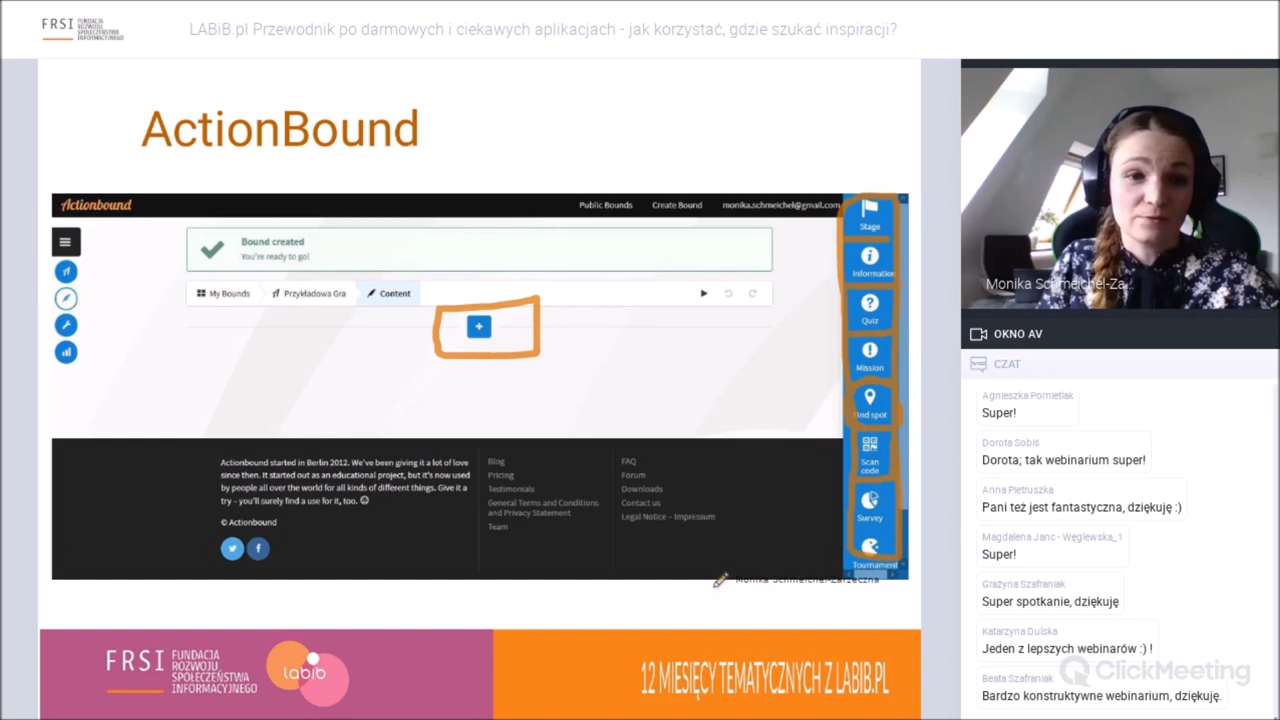 FRSI FUNDACJA
ROZWOJU
SPOŁECZEŃSTWA
INFORMACYJNEGO
LABiB.pl Przewodnik po darmowych i ciekawych aplikacjach - jak korzystać, gdzie szukać inspiracji?
ActionBound
Actionbound
Public Bounds
Create Bound
monika.schmeichel@gmail.com
Bound created
You're ready to go!
My Bounds
Przykładowa Gra
Content
+
Stage
Information
Quiz
Mission
Find spot
Scan
code
Survey
Tournament
Actionbound started in Berlin 2012. We've been giving it a lot of love
since then. It started out as an educational project, but it's now used
by people all over the world for all kinds of different things. Give it a
try – you'll surely find a use for it, too.
© Actionbound
Blog
Pricing
Testimonials
General Terms and Conditions
and Privacy Statement
Team
FAQ
Forum
Downloads
Contact us
Legal Notice – Impressum
Monika Schmeichel-Zarzeczna
FRSI FUNDACJA
ROZWOJU
SPOŁECZEŃSTWA
INFORMACYJNEGO
labib
12 MIESIĘCY TEMATYCZNYCH Z LABIB.PL
Monika Schmeichel-Za...
OKNO AV
CZAT
Agnieszka Pomietlak
Super!
Dorota Sobiś
Dorota; tak webinarium super!
Anna Pietruszka
Pani też jest fantastyczna, dziękuję :)
Magdalena Janc - Węglewska_1
Super!
Grażyna Szafraniak
Super spotkanie, dziękuję
Katarzyna Dulska
Jeden z lepszych webinarów :) !
Beata Szafraniak
Bardzo konstruktywne webinarium, dziękuję.
ClickMeeting